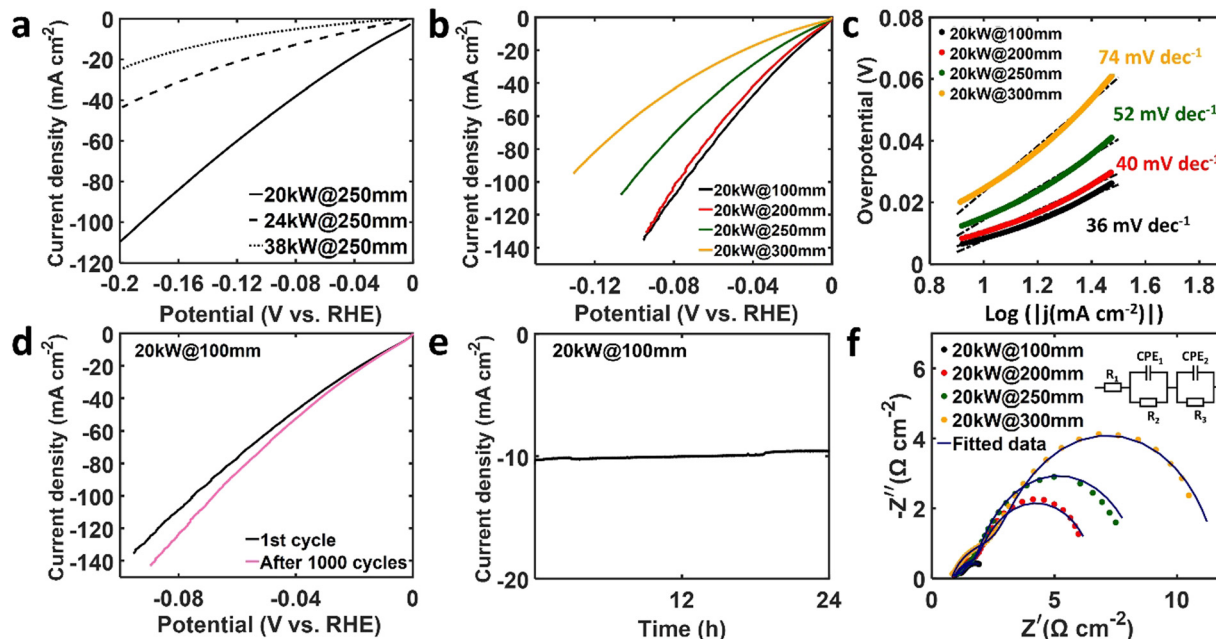 a
Current density (mA cm⁻²)
0
-20
-40
-60
-80
-100
-120
-0.2 -0.16 -0.12 -0.08 -0.04 0
Potential (V vs. RHE)
20kW@250mm
24kW@250mm
38kW@250mm
b
Current density (mA cm⁻²)
0
-20
-40
-60
-80
-100
-120
-140
-0.12 -0.08 -0.04 0
Potential (V vs. RHE)
20kW@100mm
20kW@200mm
20kW@250mm
20kW@300mm
c
Overpotential (V)
0.08
0.06
0.04
0.02
0
0.8 1 1.2 1.4 1.6 1.8
Log (|j(mA cm⁻²)|)
20kW@100mm
20kW@200mm
20kW@250mm
20kW@300mm
74 mV dec⁻¹
52 mV dec⁻¹
40 mV dec⁻¹
36 mV dec⁻¹
d
20kW@100mm
Current density (mA cm⁻²)
0
-20
-40
-60
-80
-100
-120
-140
-0.08 -0.04 0
Potential (V vs. RHE)
1st cycle
After 1000 cycles
e
20kW@100mm
Current density (mA cm⁻²)
0
-10
-20
12 24
Time (h)
f
-Z″(Ω cm⁻²)
6
4
2
0
0 5 10
Z′(Ω cm⁻²)
20kW@100mm
20kW@200mm
20kW@250mm
20kW@300mm
Fitted data
CPE₁ CPE₂
R₁
R₂ R₃